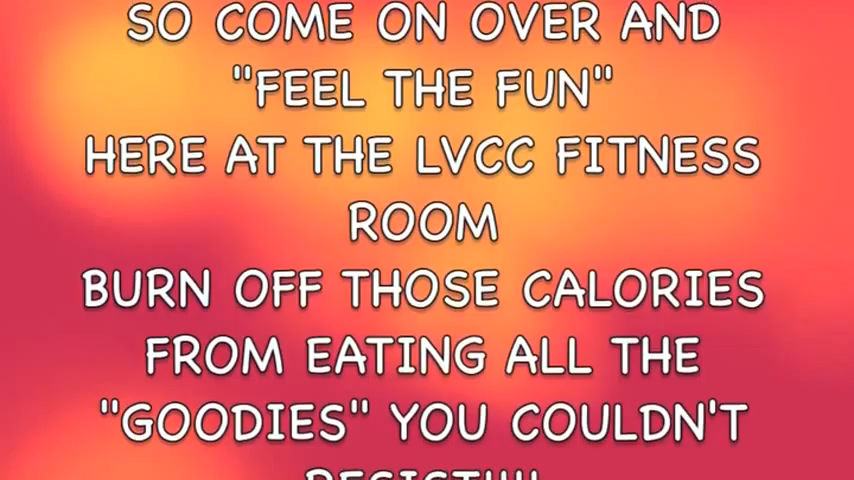 SO COME ON OVER AND
"FEEL THE FUN"
HERE AT THE LVCC FITNESS
ROOM
BURN OFF THOSE CALORIES
FROM EATING ALL THE
"GOODIES" YOU COULDN'T